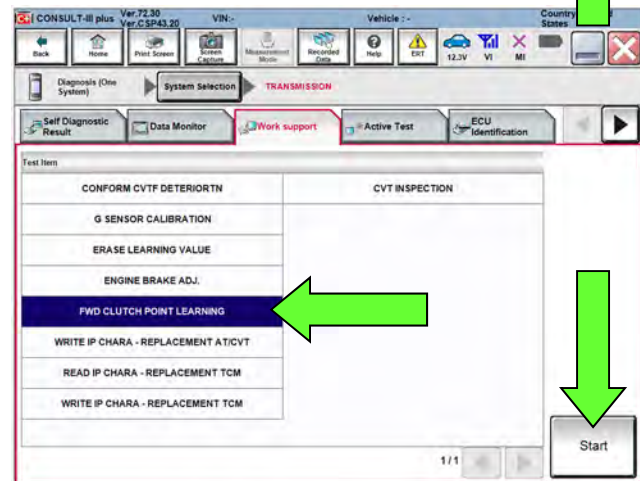 CONSULT-III plus Ver.72.30 VIN:- Vehicle : - Country
Ver.CSP43.20 States
Back Home Print Screen Screen Capture Measurement Mode Recorded Data Help ERT 12.3V VI MI
Diagnosis (One System) System Selection TRANSMISSION
Self Diagnostic Result Data Monitor Work support Active Test ECU Identification
Test Item
CONFORM CVTF DETERIORTN CVT INSPECTION
G SENSOR CALIBRATION
ERASE LEARNING VALUE
ENGINE BRAKE ADJ.
FWD CLUTCH POINT LEARNING
WRITE IP CHARA - REPLACEMENT AT/CVT
READ IP CHARA - REPLACEMENT TCM
WRITE IP CHARA - REPLACEMENT TCM
Start
1/1